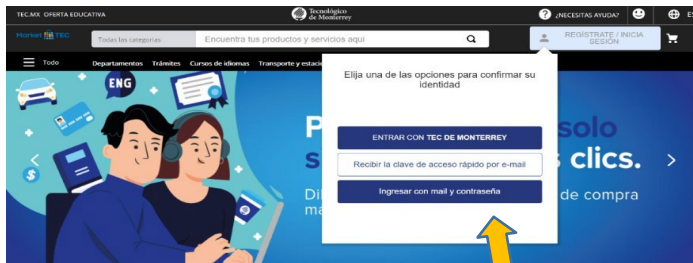 TEC.MX OFERTA EDUCATIVA
Tecnológico
de Monterrey
¿NECESITAS AYUDA?
Market TEC
Todas las categorías
Encuentra tus productos y servicios aquí
REGÍSTRATE / INICIA
SESIÓN
Todo
Departamentos Trámites Cursos de idiomas Transporte y estacio
Elija una de las opciones para confirmar su
identidad
ENG
ENTRAR CON TEC DE MONTERREY
Recibir la clave de acceso rápido por e-mail
Ingresar con mail y contraseña
P
solo
s
clics.
Di
de compra
má
$